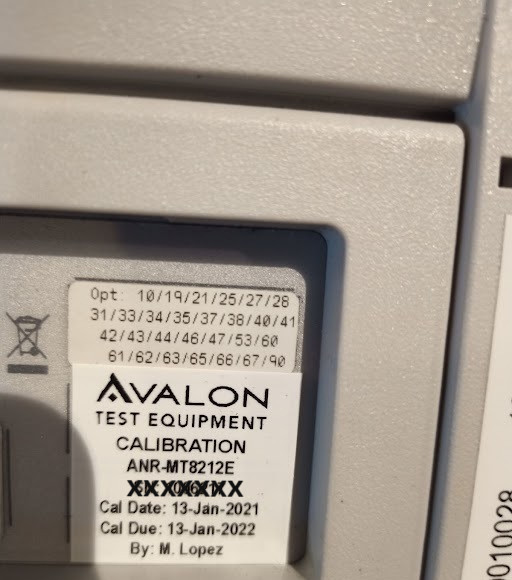 Opt: 10/19/21/25/27/28
31/33/34/35/37/38/40/41
42/43/44/46/47/53/60
61/62/63/65/66/67/90
AVALON
TEST EQUIPMENT
CALIBRATION
ANR-MT8212E
Cal Date: 13-Jan-2021
Cal Due: 13-Jan-2022
By: M. Lopez
0010028